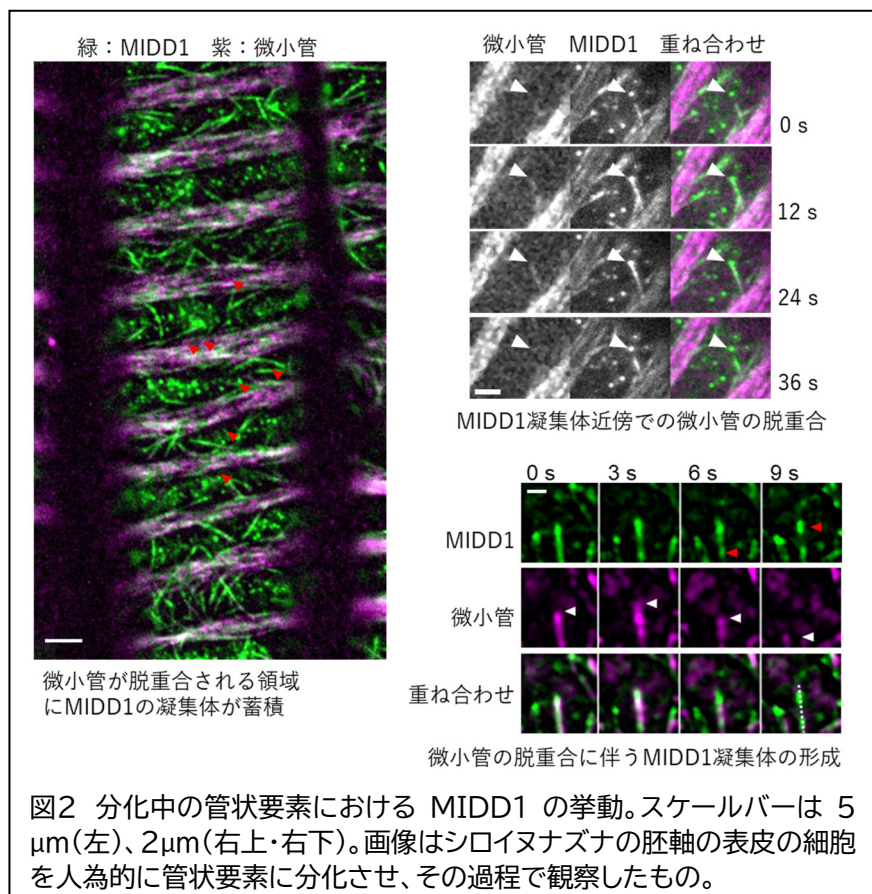 緑：MIDD1　紫：微小管
微小管が脱重合される領域
にMIDD1の凝集体が蓄積
微小管　MIDD1　重ね合わせ
0 s
12 s
24 s
36 s
MIDD1凝集体近傍での微小管の脱重合
0 s　3 s　6 s　9 s
MIDD1
微小管
重ね合わせ
微小管の脱重合に伴うMIDD1凝集体の形成
図2　分化中の管状要素における MIDD1 の挙動。スケールバーは 5
μm(左)、2μm(右上・右下)。画像はシロイヌナズナの胚軸の表皮の細胞
を人為的に管状要素に分化させ、その過程で観察したもの。